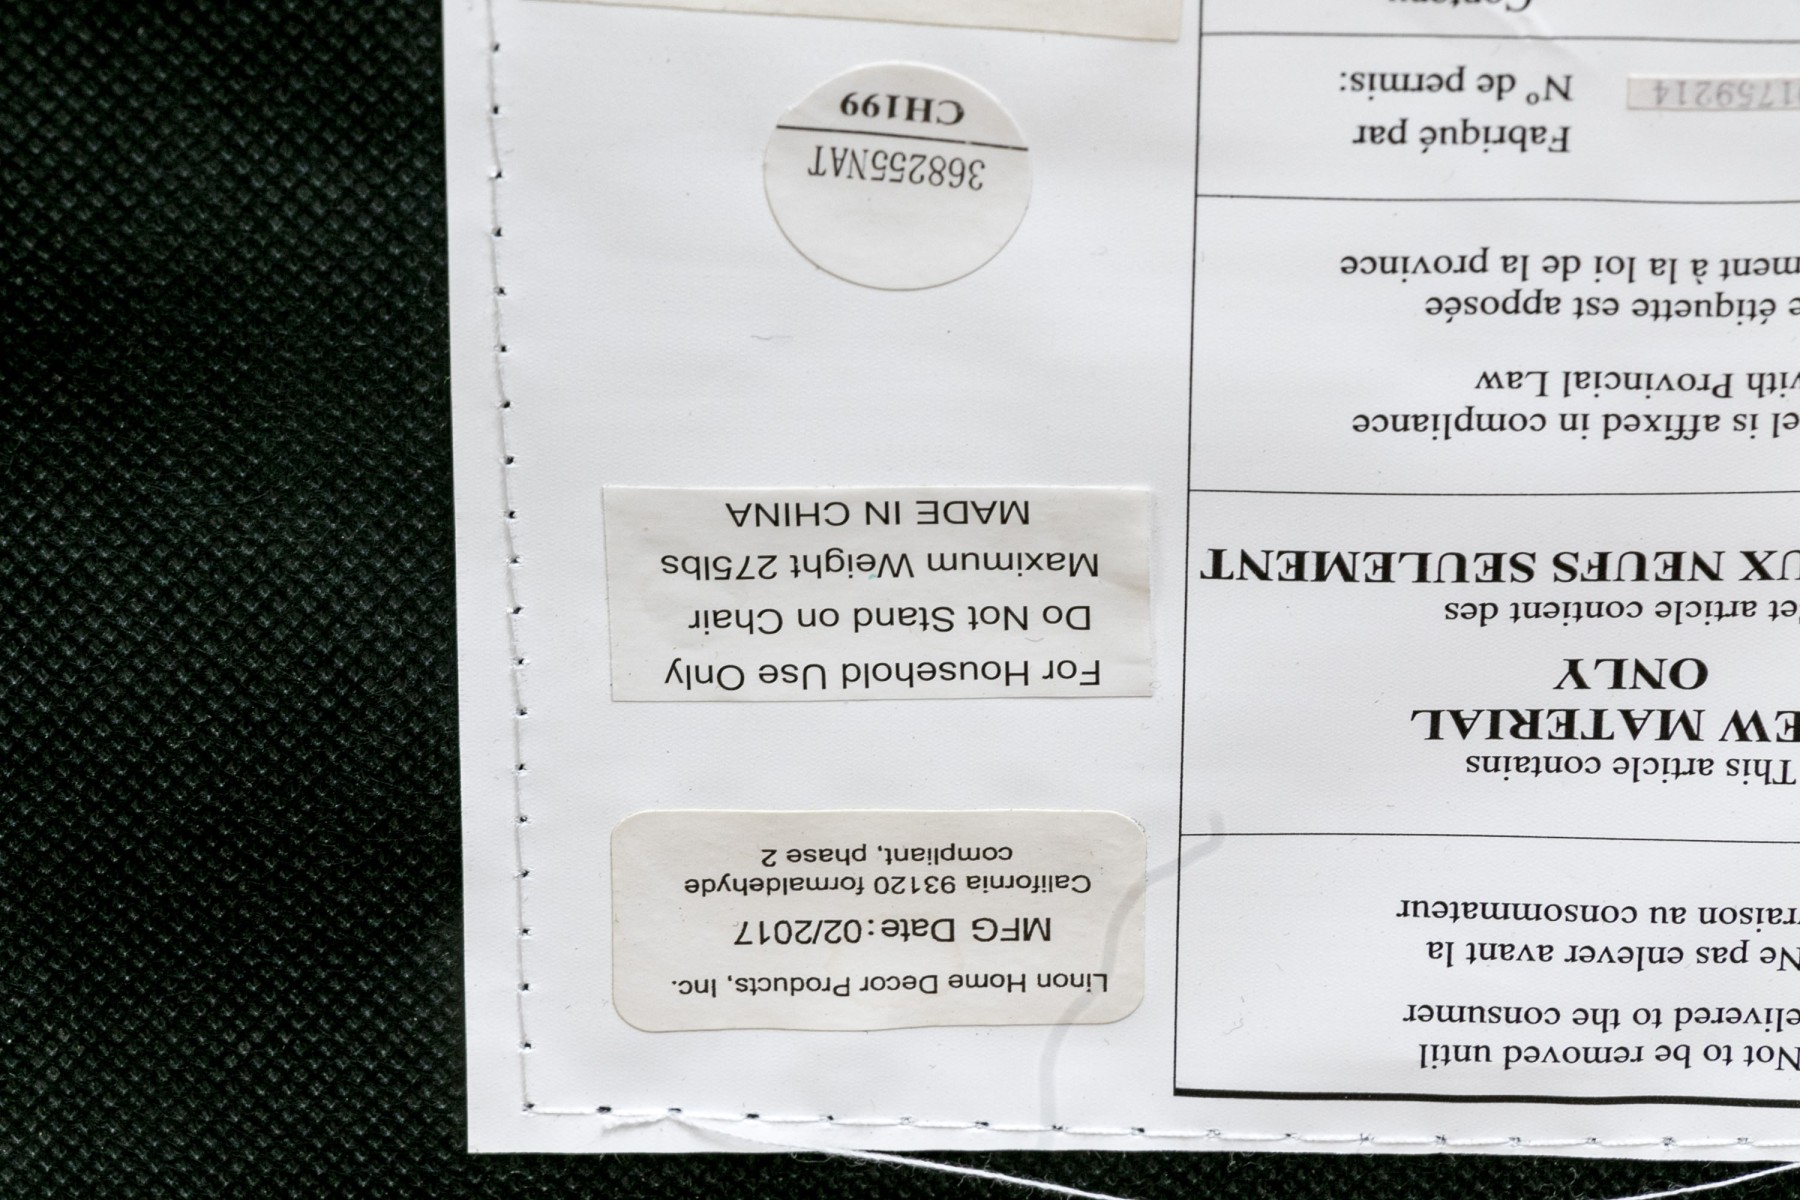 Not to be removed until
elivered to the consumer
Ne pas enlever avant la
raison au consommateur
This article contains
EW MATERIAL
ONLY
et article contient des
UX NEUFS SEULEMENT
el is affixed in compliance
ith Provincial Law
e étiquette est apposée
ment à la loi de la province
Fabriqué par
1759214 N° de permis:
Linon Home Decor Products, Inc.
MFG Date:02/2017
California 93120 formaldehyde
compliant, phase 2
For Household Use Only
Do Not Stand on Chair
Maximum Weight 275lbs
MADE IN CHINA
368255NAT
CH199